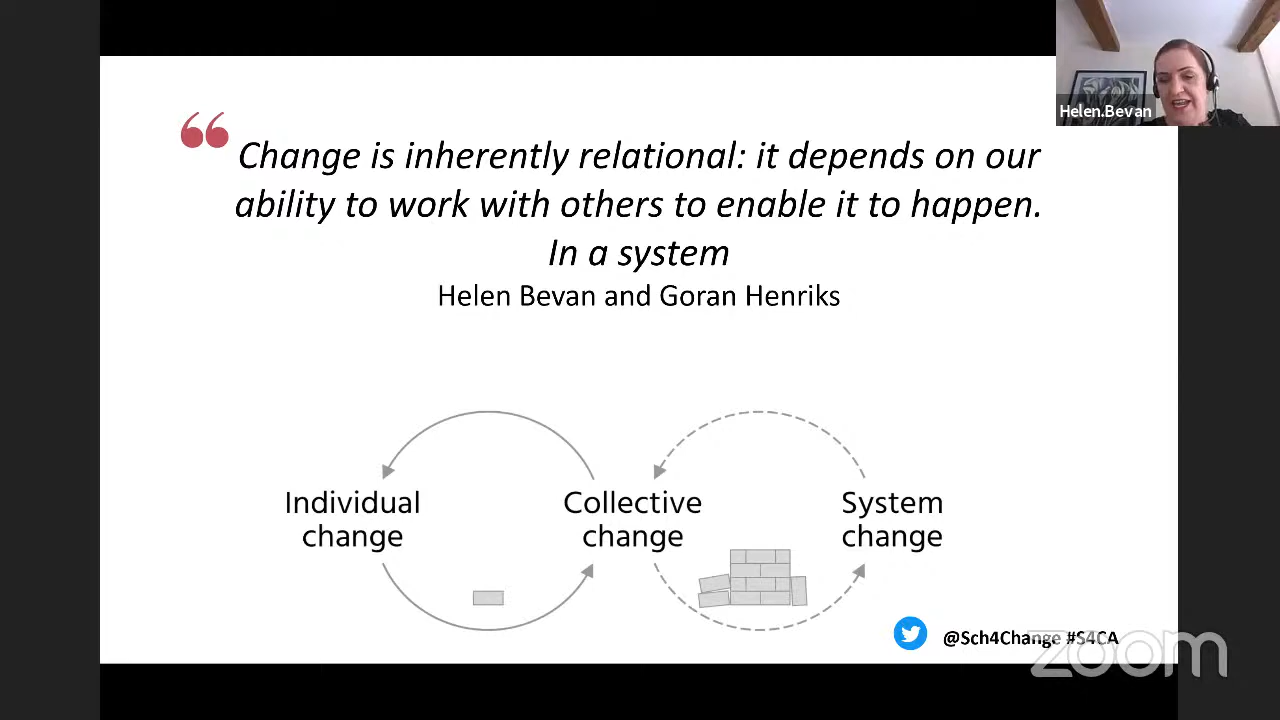 Helen.Bevan
“
Change is inherently relational: it depends on our
ability to work with others to enable it to happen.
In a system
Helen Bevan and Goran Henriks
Individual
change
Collective
change
System
change
@Sch4Change #S4CA
zoom